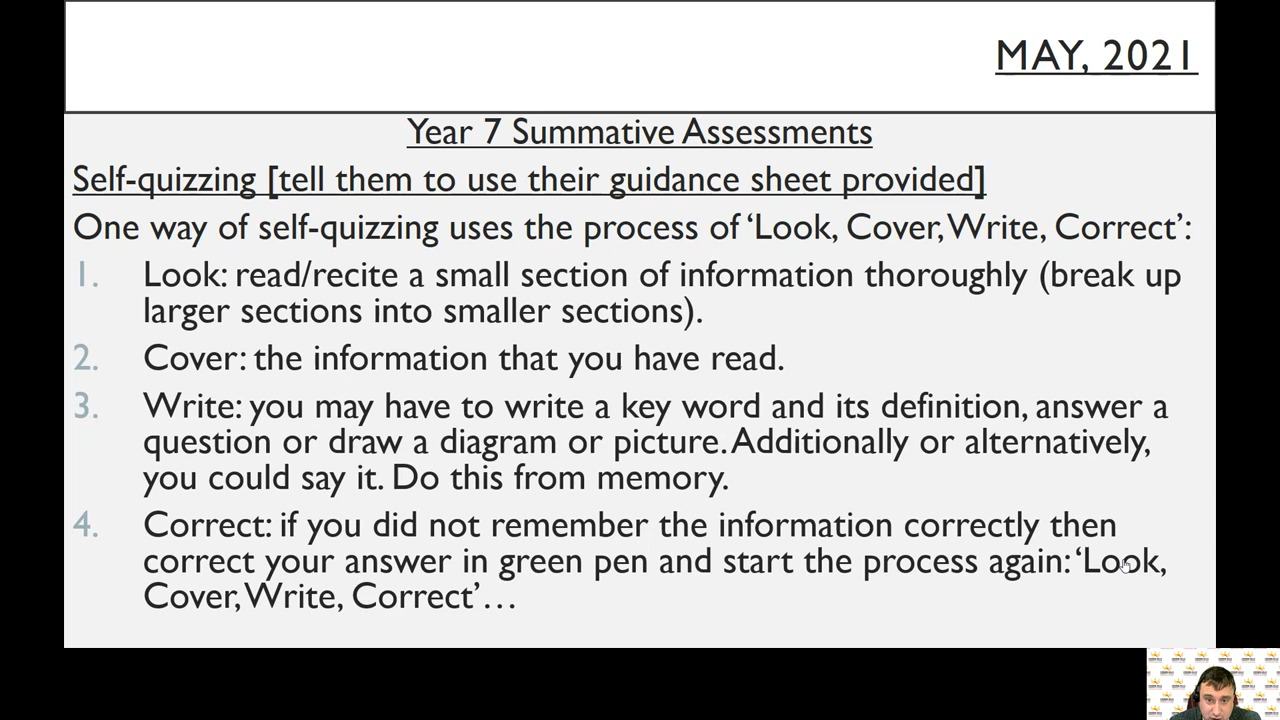 MAY, 2021
Year 7 Summative Assessments
Self-quizzing [tell them to use their guidance sheet provided]
One way of self-quizzing uses the process of ‘Look, Cover, Write, Correct’:
1. Look: read/recite a small section of information thoroughly (break up
larger sections into smaller sections).
2. Cover: the information that you have read.
3. Write: you may have to write a key word and its definition, answer a
question or draw a diagram or picture. Additionally or alternatively,
you could say it. Do this from memory.
4. Correct: if you did not remember the information correctly then
correct your answer in green pen and start the process again: ‘Look,
Cover, Write, Correct’…